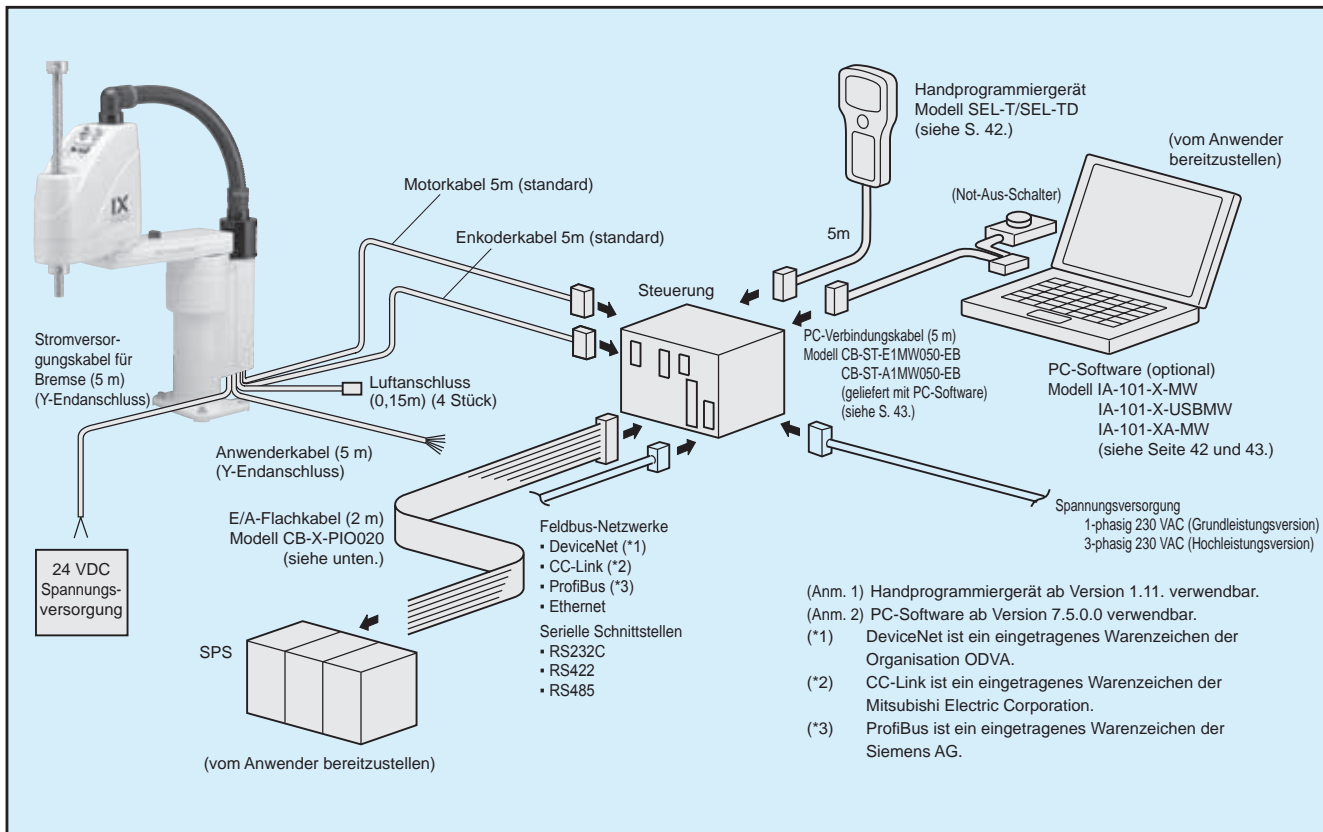 Handprogrammiergerät
Modell SEL-T/SEL-TD
(siehe S. 42.)
(vom Anwender
bereitzustellen)
Motorkabel 5m (standard)
(Not-Aus-Schalter)
IX
Enkoderkabel 5m (standard)
5m
Steuerung
Stromversor-
gungskabel für
Bremse (5 m)
(Y-Endanschluss)
PC-Verbindungskabel (5 m)
Modell CB-ST-E1MW050-EB
CB-ST-A1MW050-EB
(geliefert mit PC-Software)
(siehe S. 43.)
PC-Software (optional)
Modell IA-101-X-MW
IA-101-X-USBMW
IA-101-XA-MW
(siehe Seite 42 und 43.)
Luftanschluss
(0,15m) (4 Stück)
Anwenderkabel (5 m)
(Y-Endanschluss)
E/A-Flachkabel (2 m)
Modell CB-X-PIO020
(siehe unten.)
Spannungsversorgung
1-phasig 230 VAC (Grundleistungsversion)
3-phasig 230 VAC (Hochleistungsversion)
24 VDC
Spannungs-
versorgung
Feldbus-Netzwerke
▪ DeviceNet (*1)
▪ CC-Link (*2)
▪ ProfiBus (*3)
▪ Ethernet
Serielle Schnittstellen
▪ RS232C
▪ RS422
▪ RS485
SPS
(vom Anwender bereitzustellen)
(Anm. 1) Handprogrammiergerät ab Version 1.11. verwendbar.
(Anm. 2) PC-Software ab Version 7.5.0.0 verwendbar.
(*1) DeviceNet ist ein eingetragenes Warenzeichen der
Organisation ODVA.
(*2) CC-Link ist ein eingetragenes Warenzeichen der
Mitsubishi Electric Corporation.
(*3) ProfiBus ist ein eingetragenes Warenzeichen der
Siemens AG.